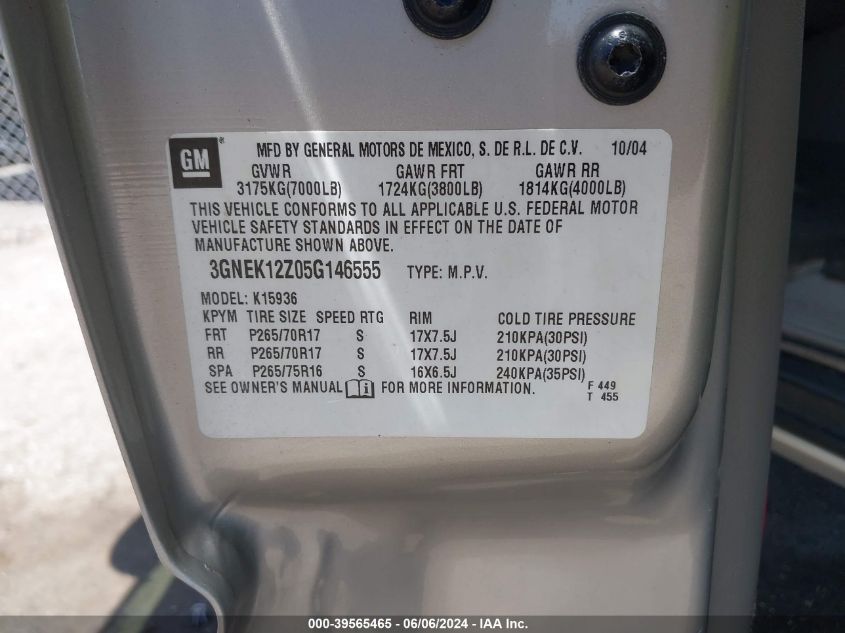 GM
MFD BY GENERAL MOTORS DE MEXICO, S. DE R.L. DE C.V. 10/04
GVWR GAWR FRT GAWR RR
3175KG(7000LB) 1724KG(3800LB) 1814KG(4000LB)
THIS VEHICLE CONFORMS TO ALL APPLICABLE U.S. FEDERAL MOTOR
VEHICLE SAFETY STANDARDS IN EFFECT ON THE DATE OF
MANUFACTURE SHOWN ABOVE.
3GNEK12Z05G146555 TYPE: M.P.V.
MODEL: K15936
KPYM TIRE SIZE SPEED RTG RIM COLD TIRE PRESSURE
FRT P265/70R17 S 17X7.5J 210KPA(30PSI)
RR P265/70R17 S 17X7.5J 210KPA(30PSI)
SPA P265/75R16 S 16X6.5J 240KPA(35PSI)
SEE OWNER'S MANUAL i FOR MORE INFORMATION. F 449
T 455
000-39565465 - 06/06/2024 - IAA Inc.